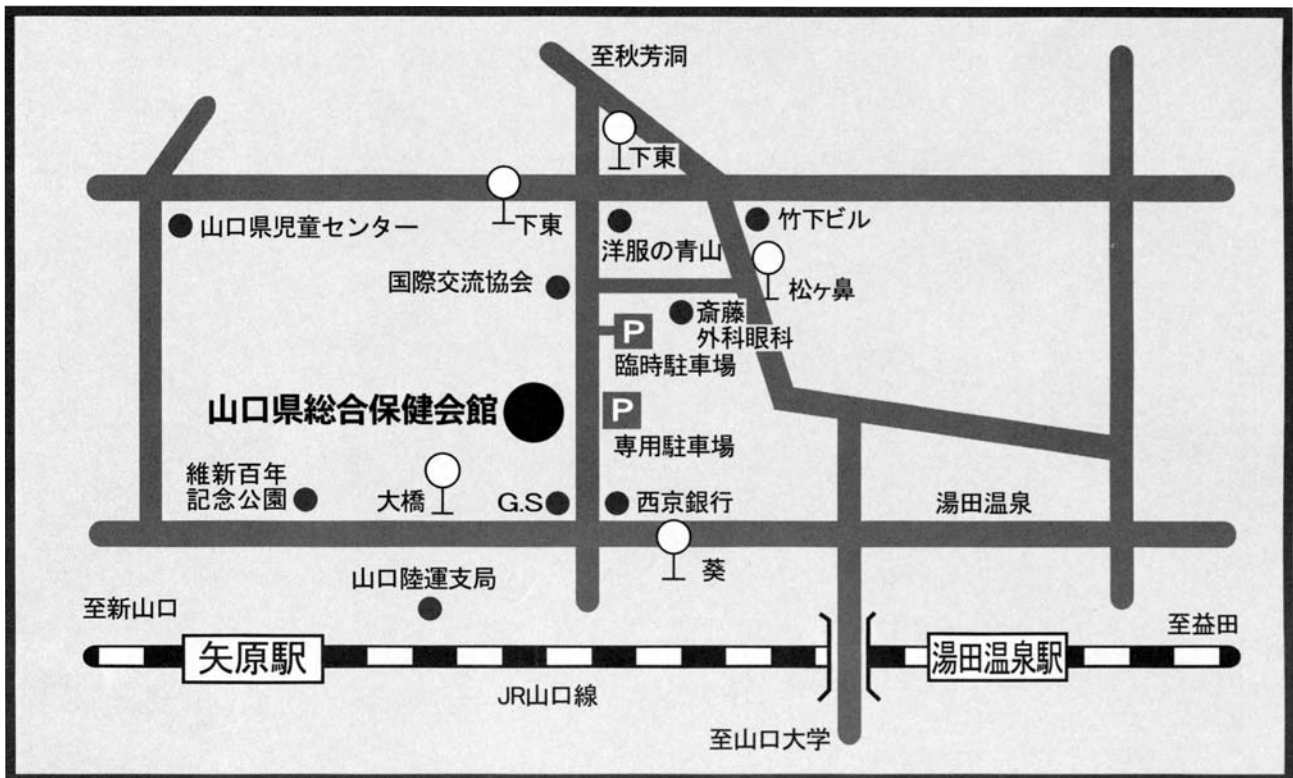 至秋芳洞
下東
下東
山口県児童センター
竹下ビル
洋服の青山
国際交流協会
松ヶ鼻
斎藤
外科眼科
P
臨時駐車場
山口県総合保健会館
P
専用駐車場
維新百年
記念公園
大橋
G.S
西京銀行
湯田温泉
葵
山口陸運支局
至新山口
至益田
矢原駅
湯田温泉駅
JR山口線
至山口大学